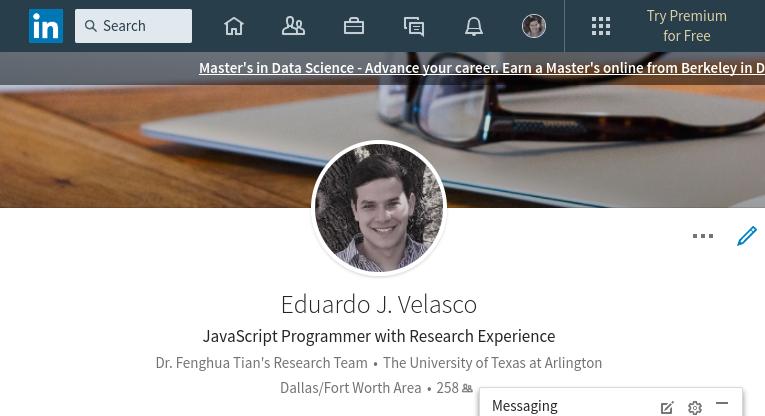 in
Search
Try Premium
for Free
Master's in Data Science - Advance your career. Earn a Master's online from Berkeley in D
Eduardo J. Velasco
JavaScript Programmer with Research Experience
Dr. Fenghua Tian's Research Team • The University of Texas at Arlington
Dallas/Fort Worth Area • 258
Messaging